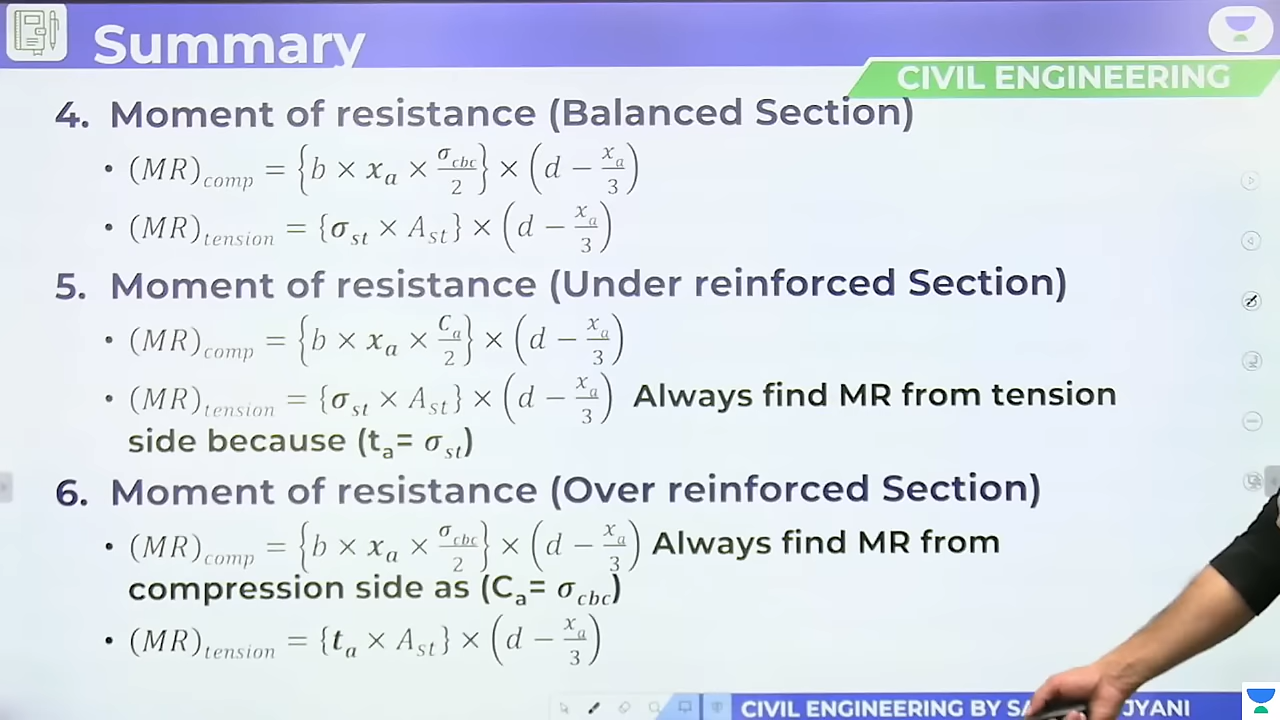 Summary
CIVIL ENGINEERING
4. Moment of resistance (Balanced Section)
• (MR)comp = {b × xa × σcbc/2} × (d − xa/3)
• (MR)tension = {σst × Ast} × (d − xa/3)
5. Moment of resistance (Under reinforced Section)
• (MR)comp = {b × xa × Ca/2} × (d − xa/3)
• (MR)tension = {σst × Ast} × (d − xa/3) Always find MR from tension
side because (ta= σst)
6. Moment of resistance (Over reinforced Section)
• (MR)comp = {b × xa × σcbc/2} × (d − xa/3) Always find MR from
compression side as (Ca= σcbc)
• (MR)tension = {ta × Ast} × (d − xa/3)
CIVIL ENGINEERING BY